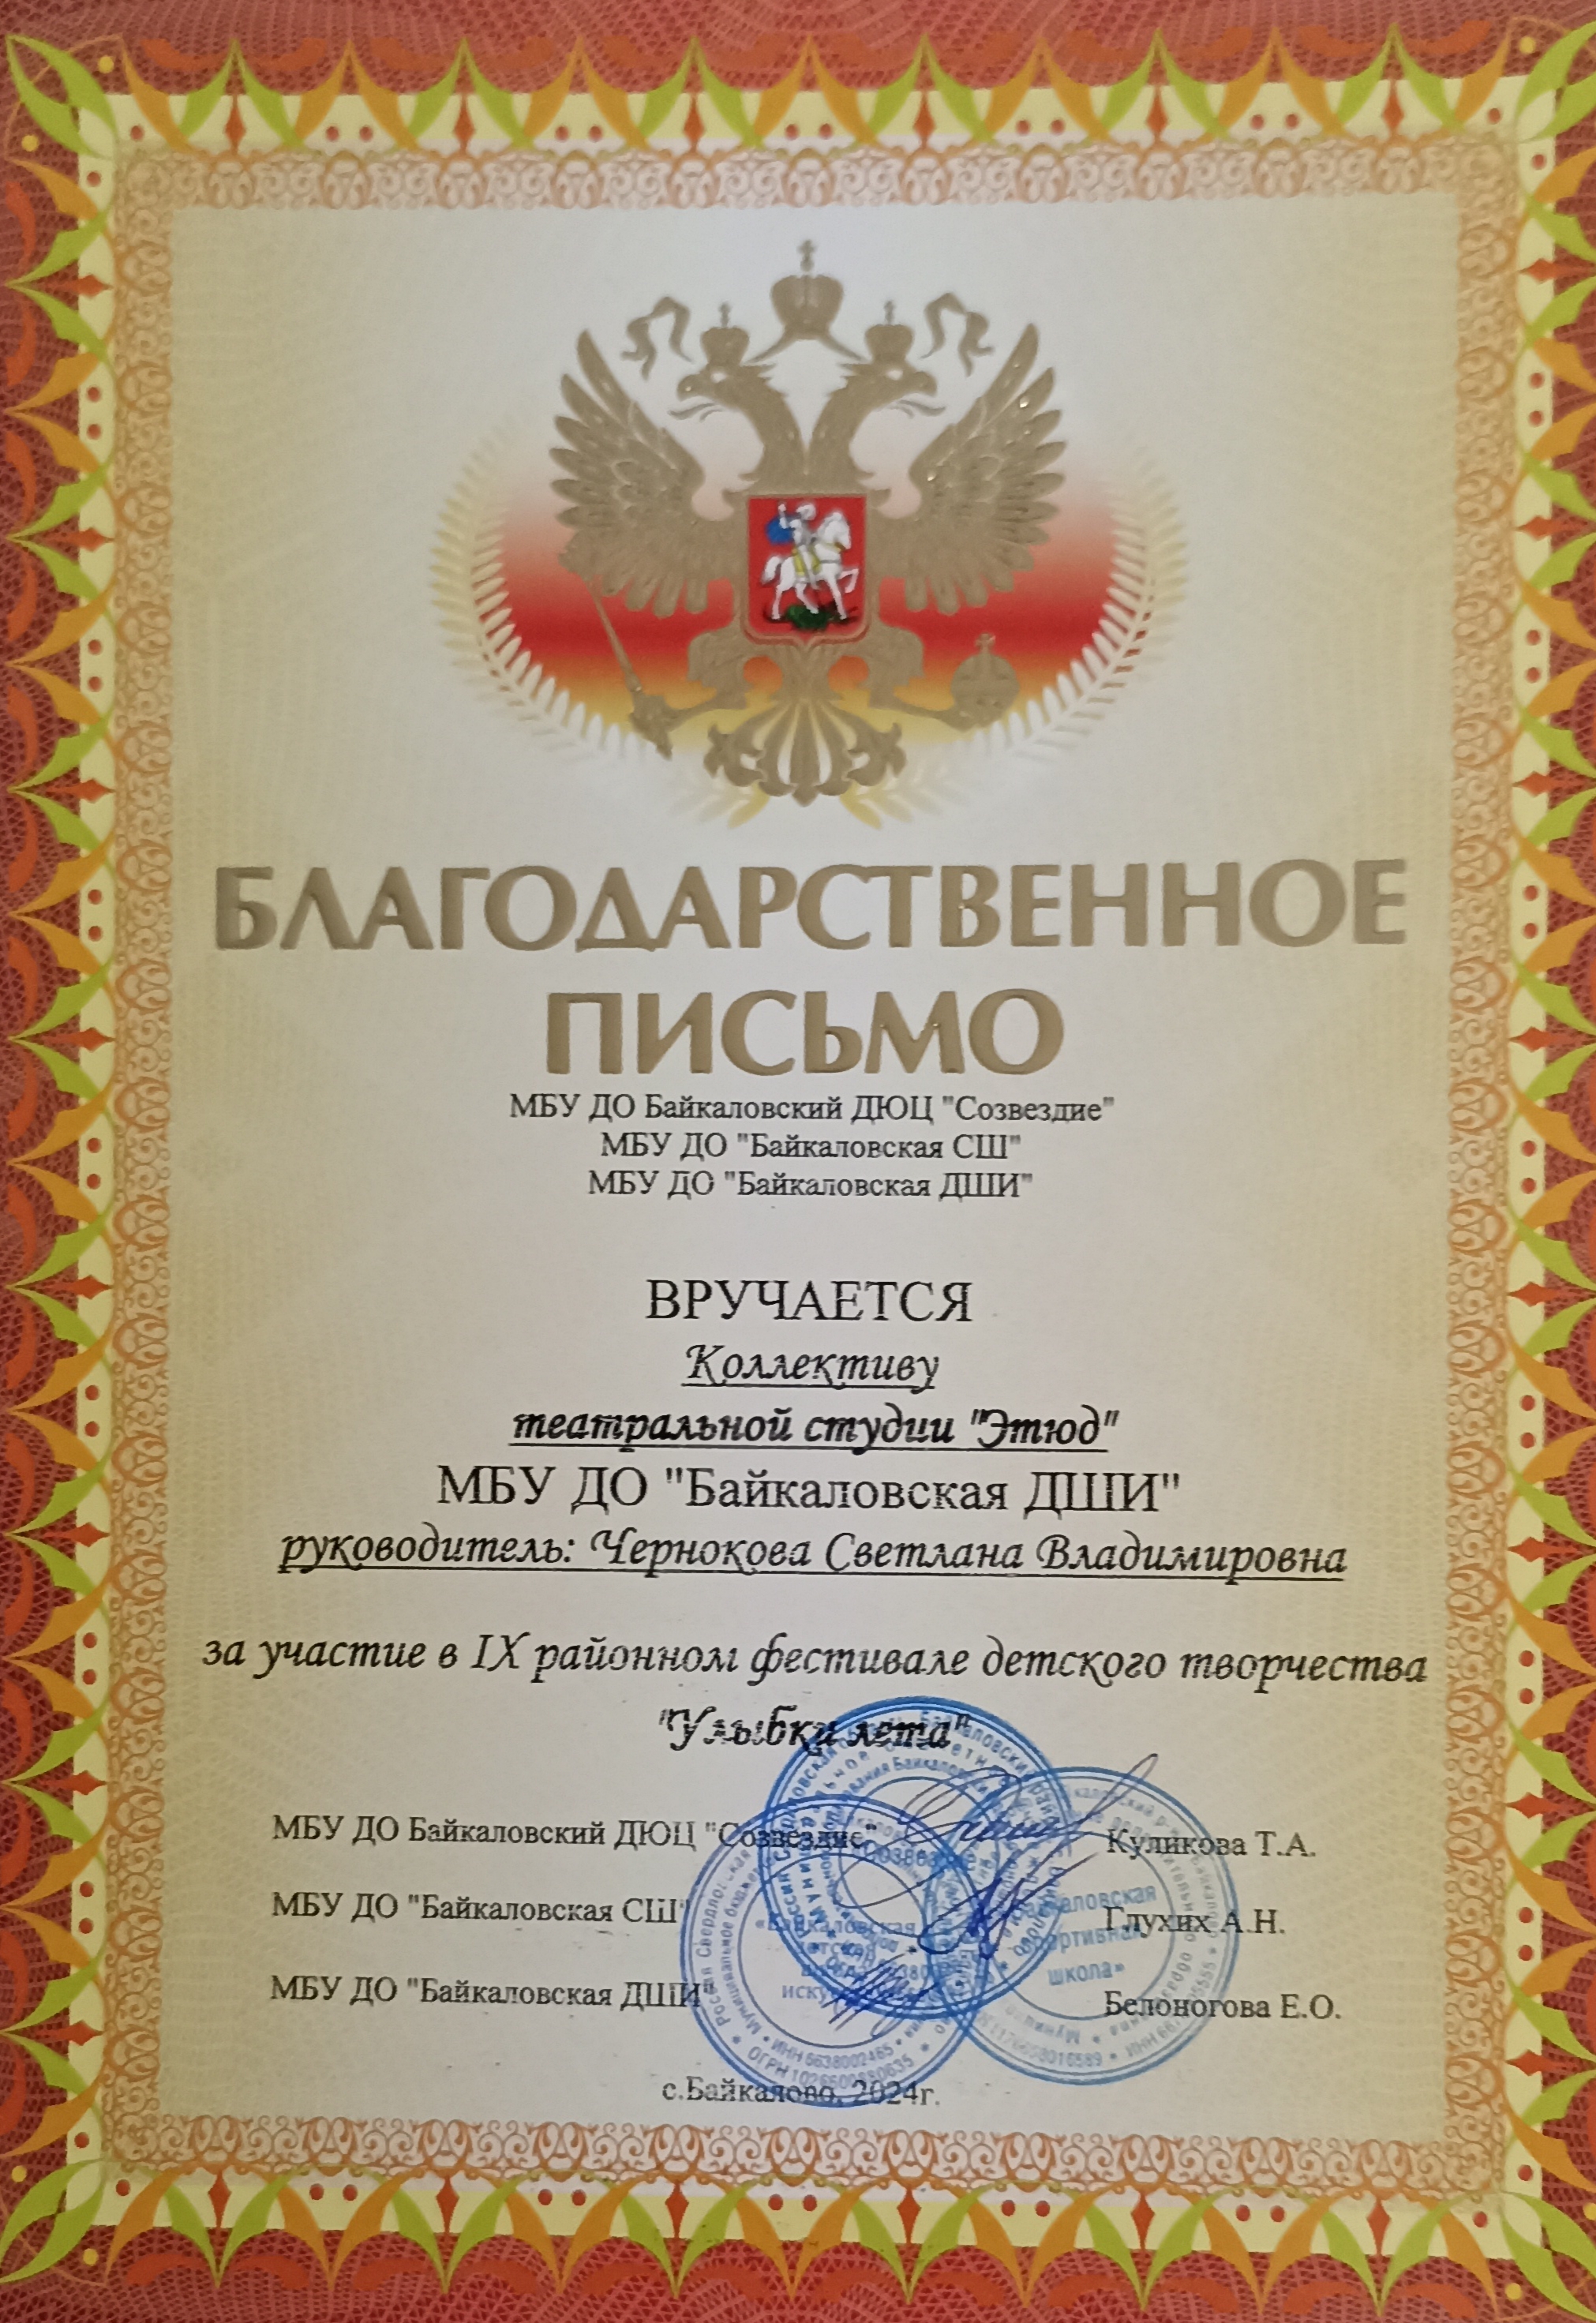 БЛАГОДАРСТВЕННОЕ
ПИСЬМО
МБУ ДО Байкаловский ДЮЦ "Созвездие"
МБУ ДО "Байкаловская СШ"
МБУ ДО "Байкаловская ДШИ"
ВРУЧАЕТСЯ
Коллективу
театральной студии "Этюд"
МБУ ДО "Байкаловская ДШИ"
руководитель: Чернокова Светлана Владимировна
за участие в IX районном фестивале детского творчества
"Улыбки лета"
МБУ ДО Байкаловский ДЮЦ "Созвездие" Куликова Т.А.
МБУ ДО "Байкаловская СШ" Глухих А.Н.
МБУ ДО "Байкаловская ДШИ" Белоногова Е.О.
с.Байкалово, 2024г.